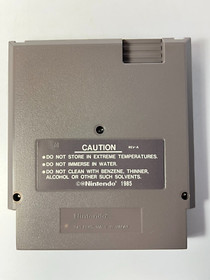 CAUTION REV-A
●DO NOT STORE IN EXTREME TEMPERATURES.
●DO NOT IMMERSE IN WATER.
●DO NOT CLEAN WITH BENZENE, THINNER,
ALCOHOL OR OTHER SUCH SOLVENTS.
©®Nintendo® 1985
Nintendo